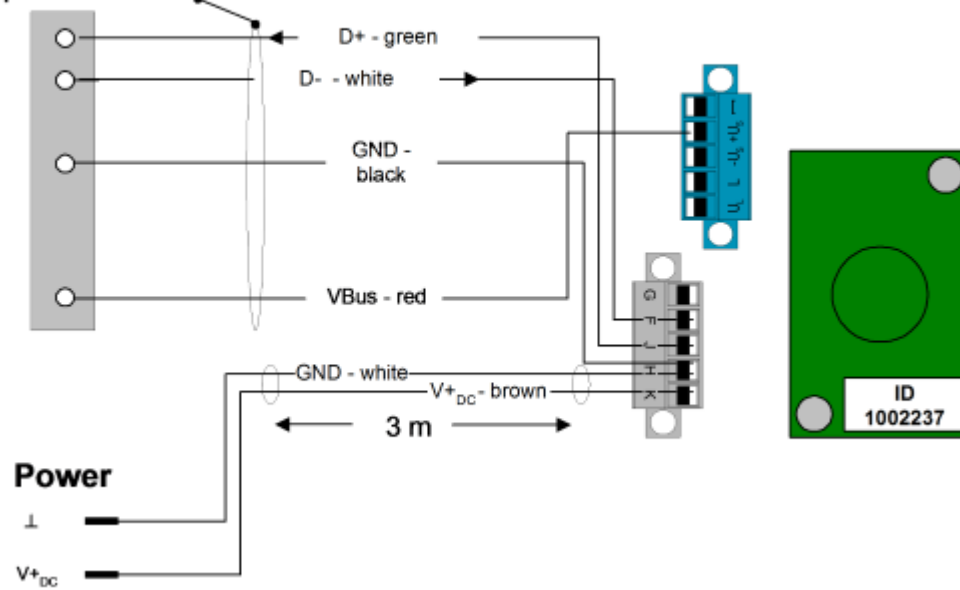 D+ - green
D- - white
GND -
black
VBus - red
G
F
J
H
K
GND - white
V+DC - brown
3 m
ID
1002237
Power
⊥
V+DC